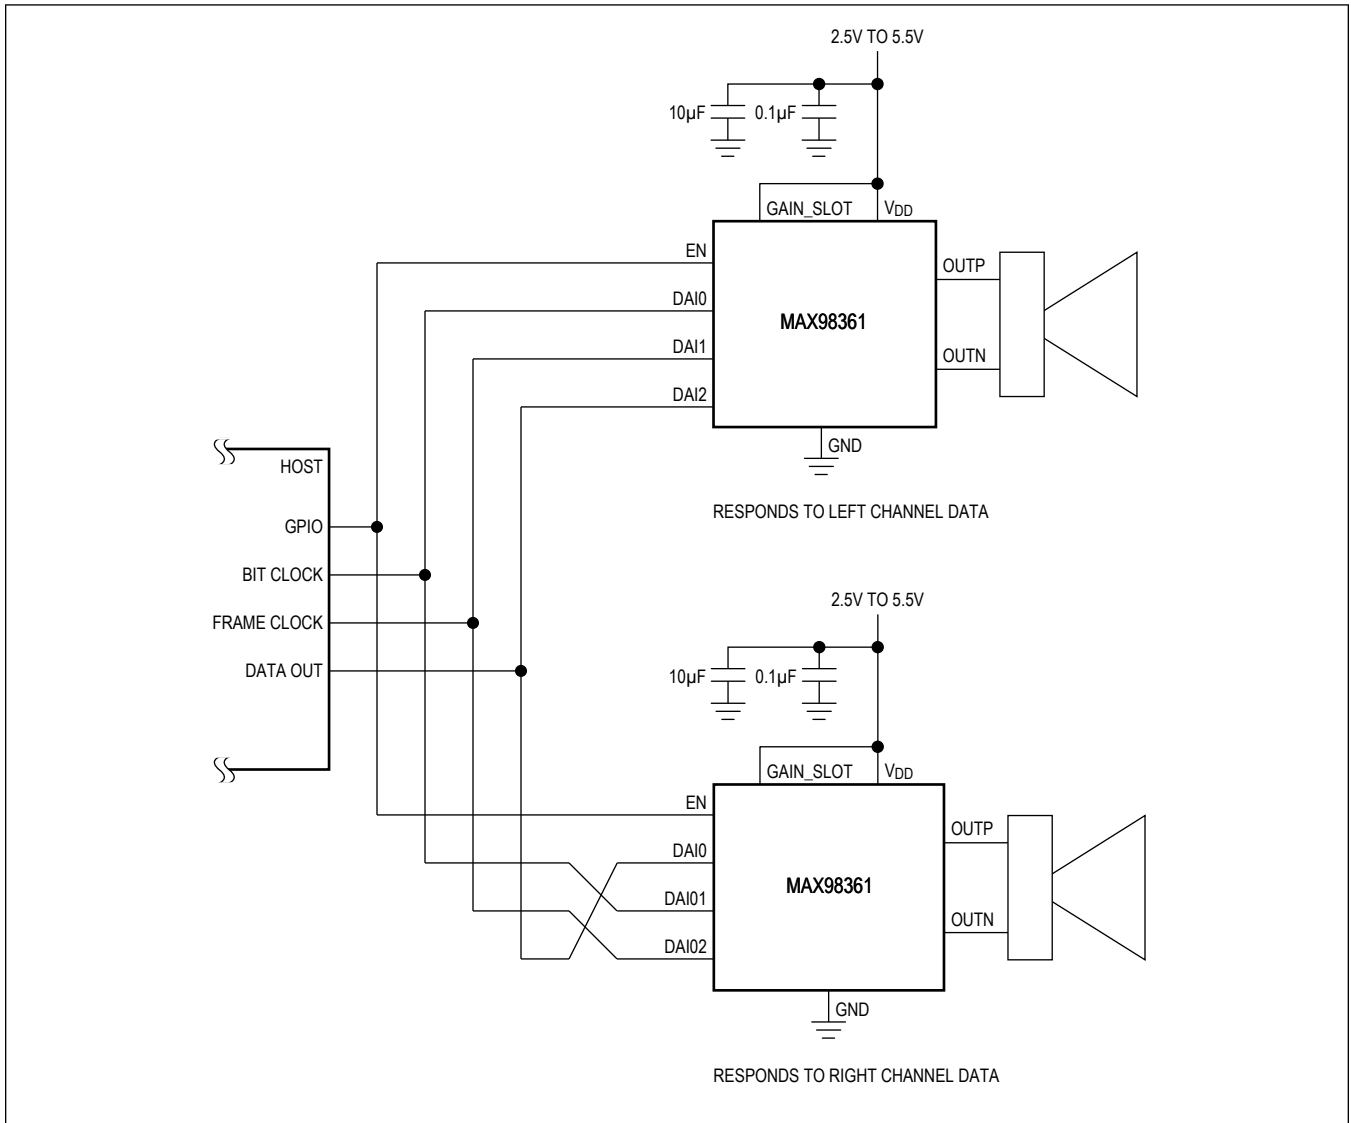 2.5V TO 5.5V
10µF
0.1µF
GAIN_SLOT
VDD
EN
DAI0
DAI1
DAI2
MAX98361
OUTP
OUTN
GND
RESPONDS TO LEFT CHANNEL DATA
HOST
GPIO
BIT CLOCK
FRAME CLOCK
DATA OUT
2.5V TO 5.5V
10µF
0.1µF
GAIN_SLOT
VDD
EN
DAI0
DAI01
DAI02
MAX98361
OUTP
OUTN
GND
RESPONDS TO RIGHT CHANNEL DATA